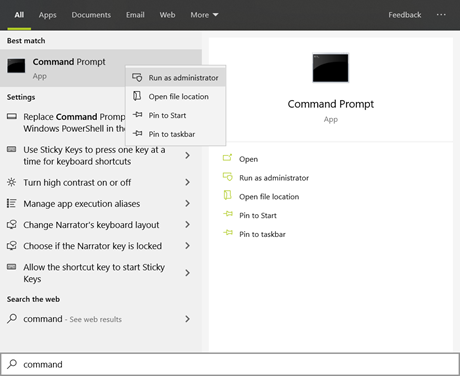 All Apps Documents Email Web More Feedback ...
Best match
Command Prompt
App
Run as administrator
Open file location
Pin to Start
Pin to taskbar
Settings
Replace Command Promp
Windows PowerShell in the
Use Sticky Keys to press one key at a
time for keyboard shortcuts
Turn high contrast on or off
Manage app execution aliases
Change Narrator's keyboard layout
Choose if the Narrator key is locked
Allow the shortcut key to start Sticky
Keys
Search the web
command - See web results
Command Prompt
App
Open
Run as administrator
Open file location
Pin to Start
Pin to taskbar
command